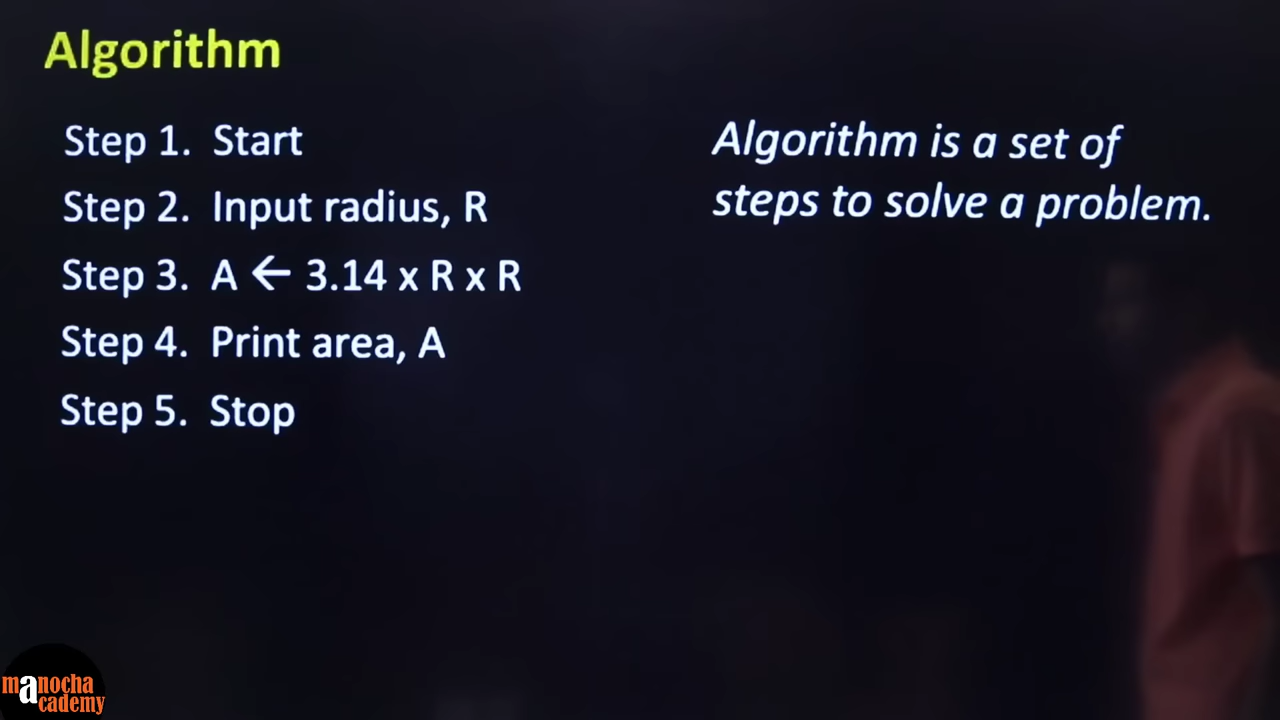 Algorithm
Step 1. Start
Step 2. Input radius, R
Step 3. A ← 3.14 x R x R
Step 4. Print area, A
Step 5. Stop
Algorithm is a set of
steps to solve a problem.
manocha
academy